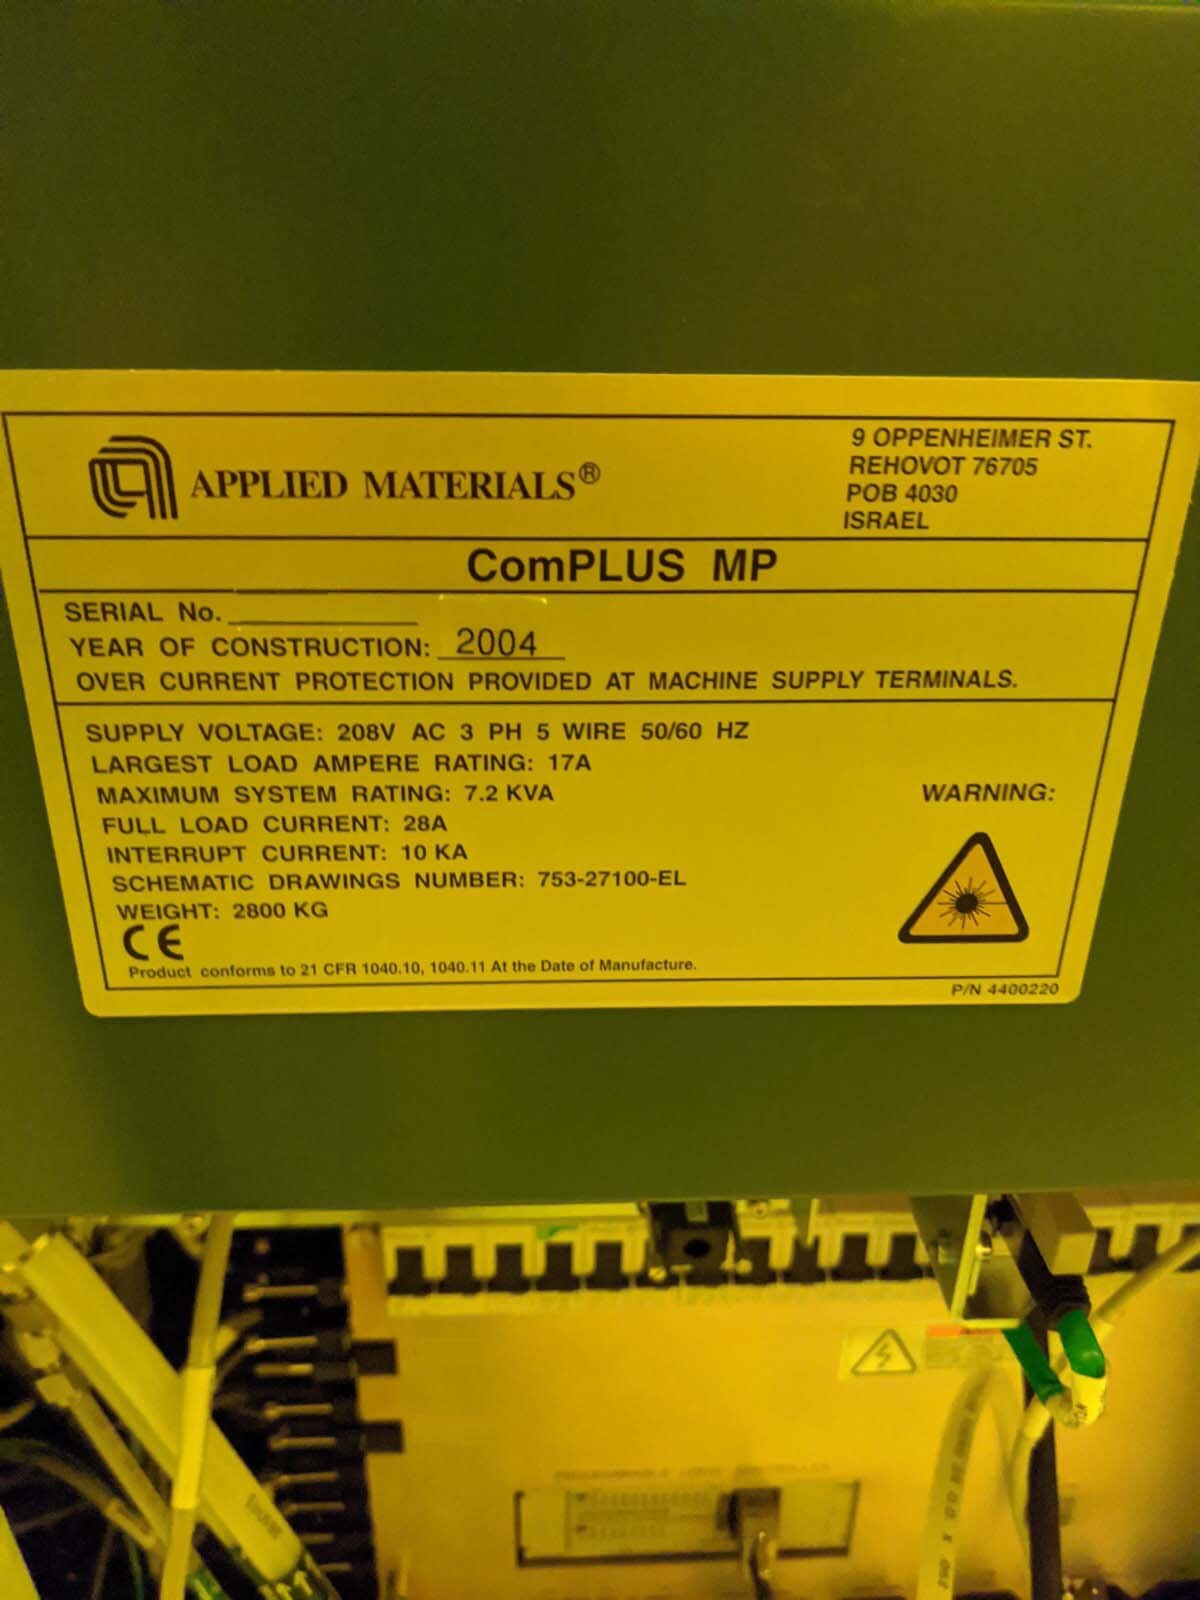 APPLIED MATERIALS®
9 OPPENHEIMER ST.
REHOVOT 76705
POB 4030
ISRAEL
ComPLUS MP
SERIAL No.
YEAR OF CONSTRUCTION: 2004
OVER CURRENT PROTECTION PROVIDED AT MACHINE SUPPLY TERMINALS.
SUPPLY VOLTAGE: 208V AC 3 PH 5 WIRE 50/60 HZ
LARGEST LOAD AMPERE RATING: 17A
MAXIMUM SYSTEM RATING: 7.2 KVA
FULL LOAD CURRENT: 28A
INTERRUPT CURRENT: 10 KA
SCHEMATIC DRAWINGS NUMBER: 753-27100-EL
WEIGHT: 2800 KG
WARNING:
CE
Product conforms to 21 CFR 1040.10, 1040.11 At the Date of Manufacture.
P/N 4400220